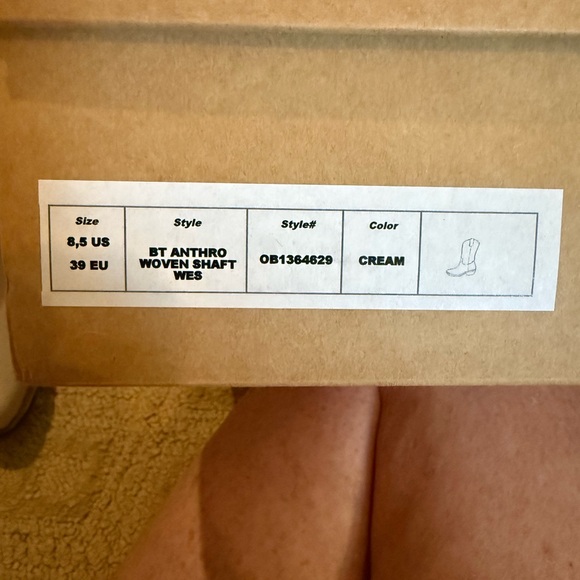 Size
8,5 US
39 EU
Style
BT ANTHRO
WOVEN SHAFT
WES
Style#
OB1364629
Color
CREAM